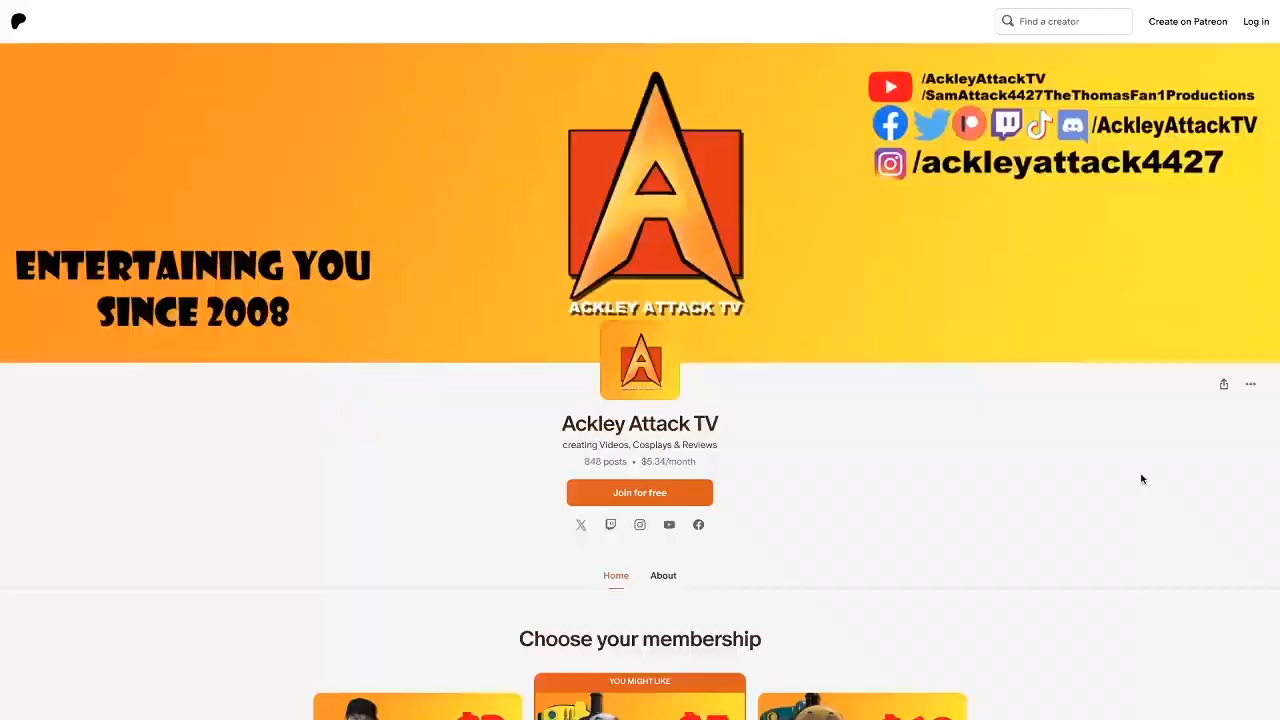 Find a creator
Create on Patreon
Log in
/AckleyAttackTV
/SamAttack4427TheThomasFan1Productions
/AckleyAttackTV
/ackleyattack4427
ENTERTAINING YOU
SINCE 2008
ACKLEY ATTACK TV
Ackley Attack TV
creating Videos, Cosplays & Reviews
848 posts • $5.34/month
Join for free
Home
About
Choose your membership
YOU MIGHT LIKE